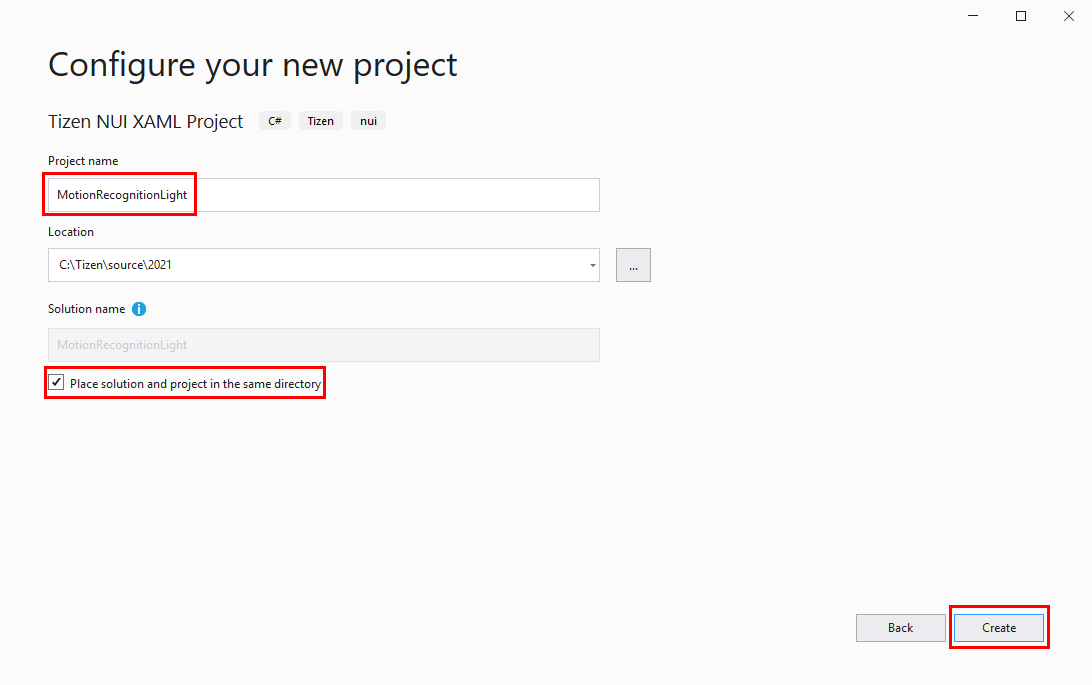 Configure your new project
Tizen NUI XAML Project C# Tizen nui
Project name
MotionRecognitionLight
Location
C:\Tizen\source\2021
...
Solution name i
MotionRecognitionLight
Place solution and project in the same directory
Back Create